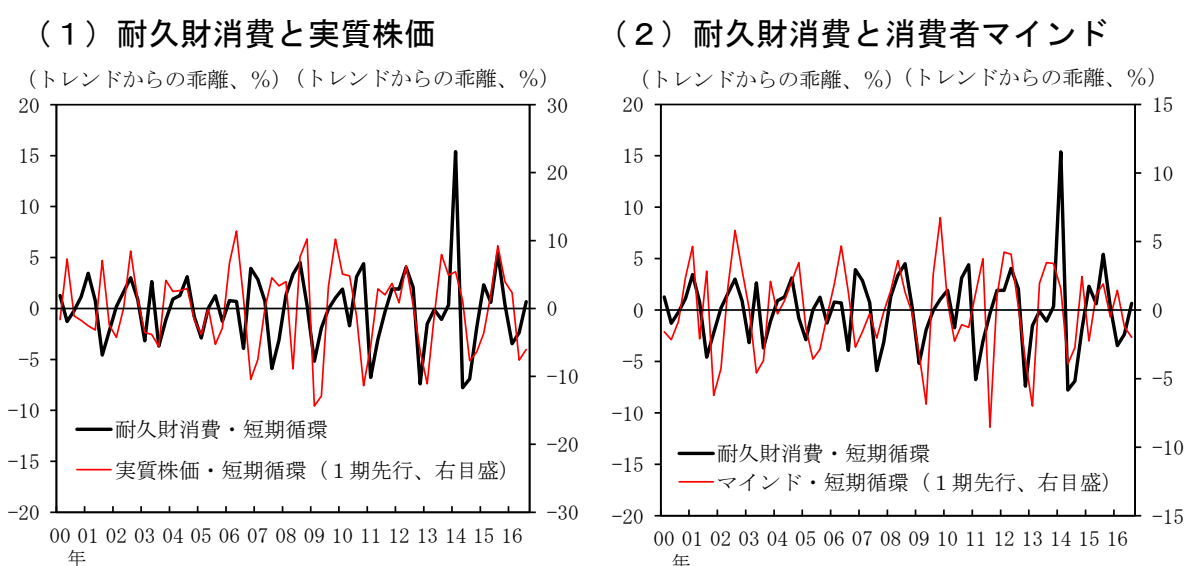 （１）耐久財消費と実質株価
（トレンドからの乖離、%）（トレンドからの乖離、%）
20
15
10
5
0
−5
−10
−15
−20
30
20
10
0
−10
−20
−30
耐久財消費・短期循環
実質株価・短期循環（１期先行、右目盛）
00 01 02 03 04 05 06 07 08 09 10 11 12 13 14 15 16
年
（２）耐久財消費と消費者マインド
（トレンドからの乖離、%）（トレンドからの乖離、%）
20
15
10
5
0
−5
−10
−15
−20
15
10
5
0
−5
−10
−15
耐久財消費・短期循環
マインド・短期循環（１期先行、右目盛）
00 01 02 03 04 05 06 07 08 09 10 11 12 13 14 15 16
年